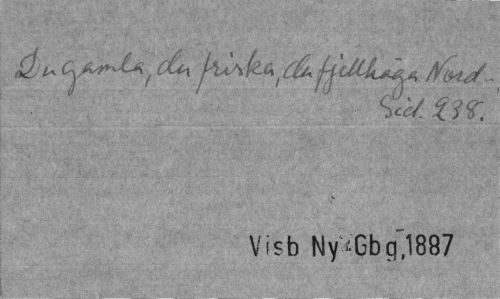 Du gamla, du friska, du fjellhöga Nord –,
Sid. 238.
Visb Ny Gbg, 1887